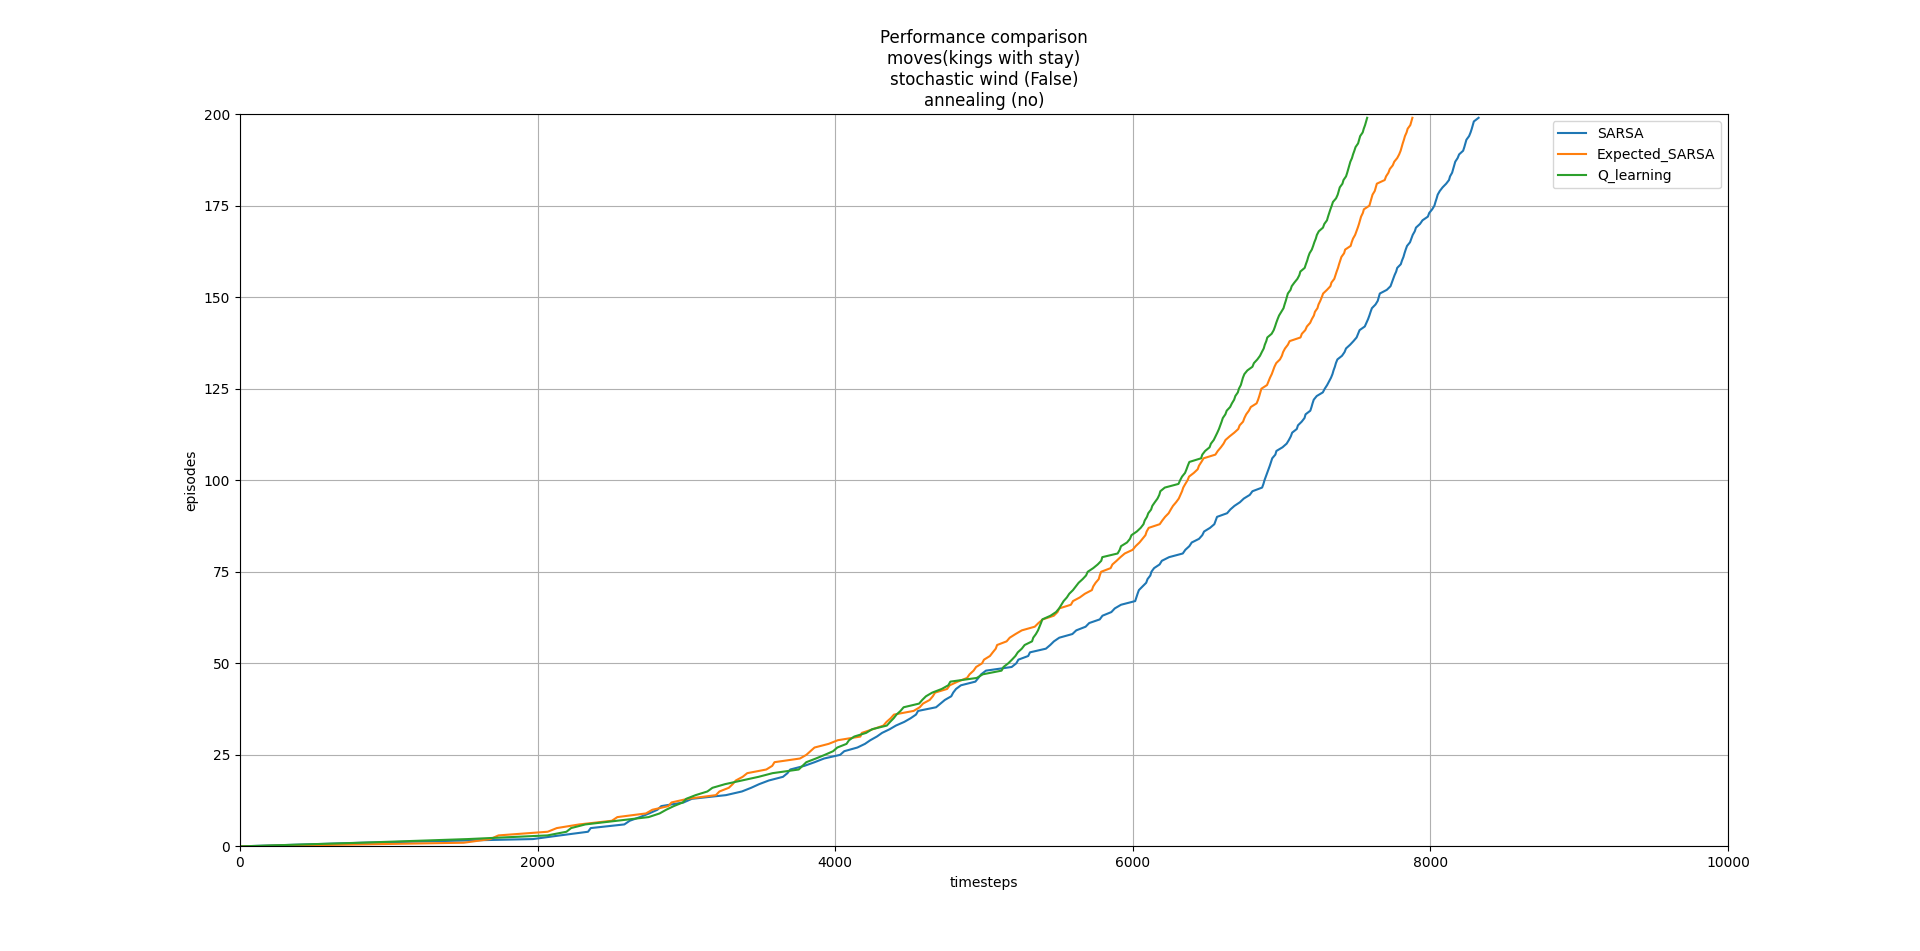 Performance comparison
moves(kings with stay)
stochastic wind (False)
annealing (no)
SARSA
Expected_SARSA
Q_learning
200
175
150
125
100
75
50
25
0
episodes
0 2000 4000 6000 8000 10000
timesteps